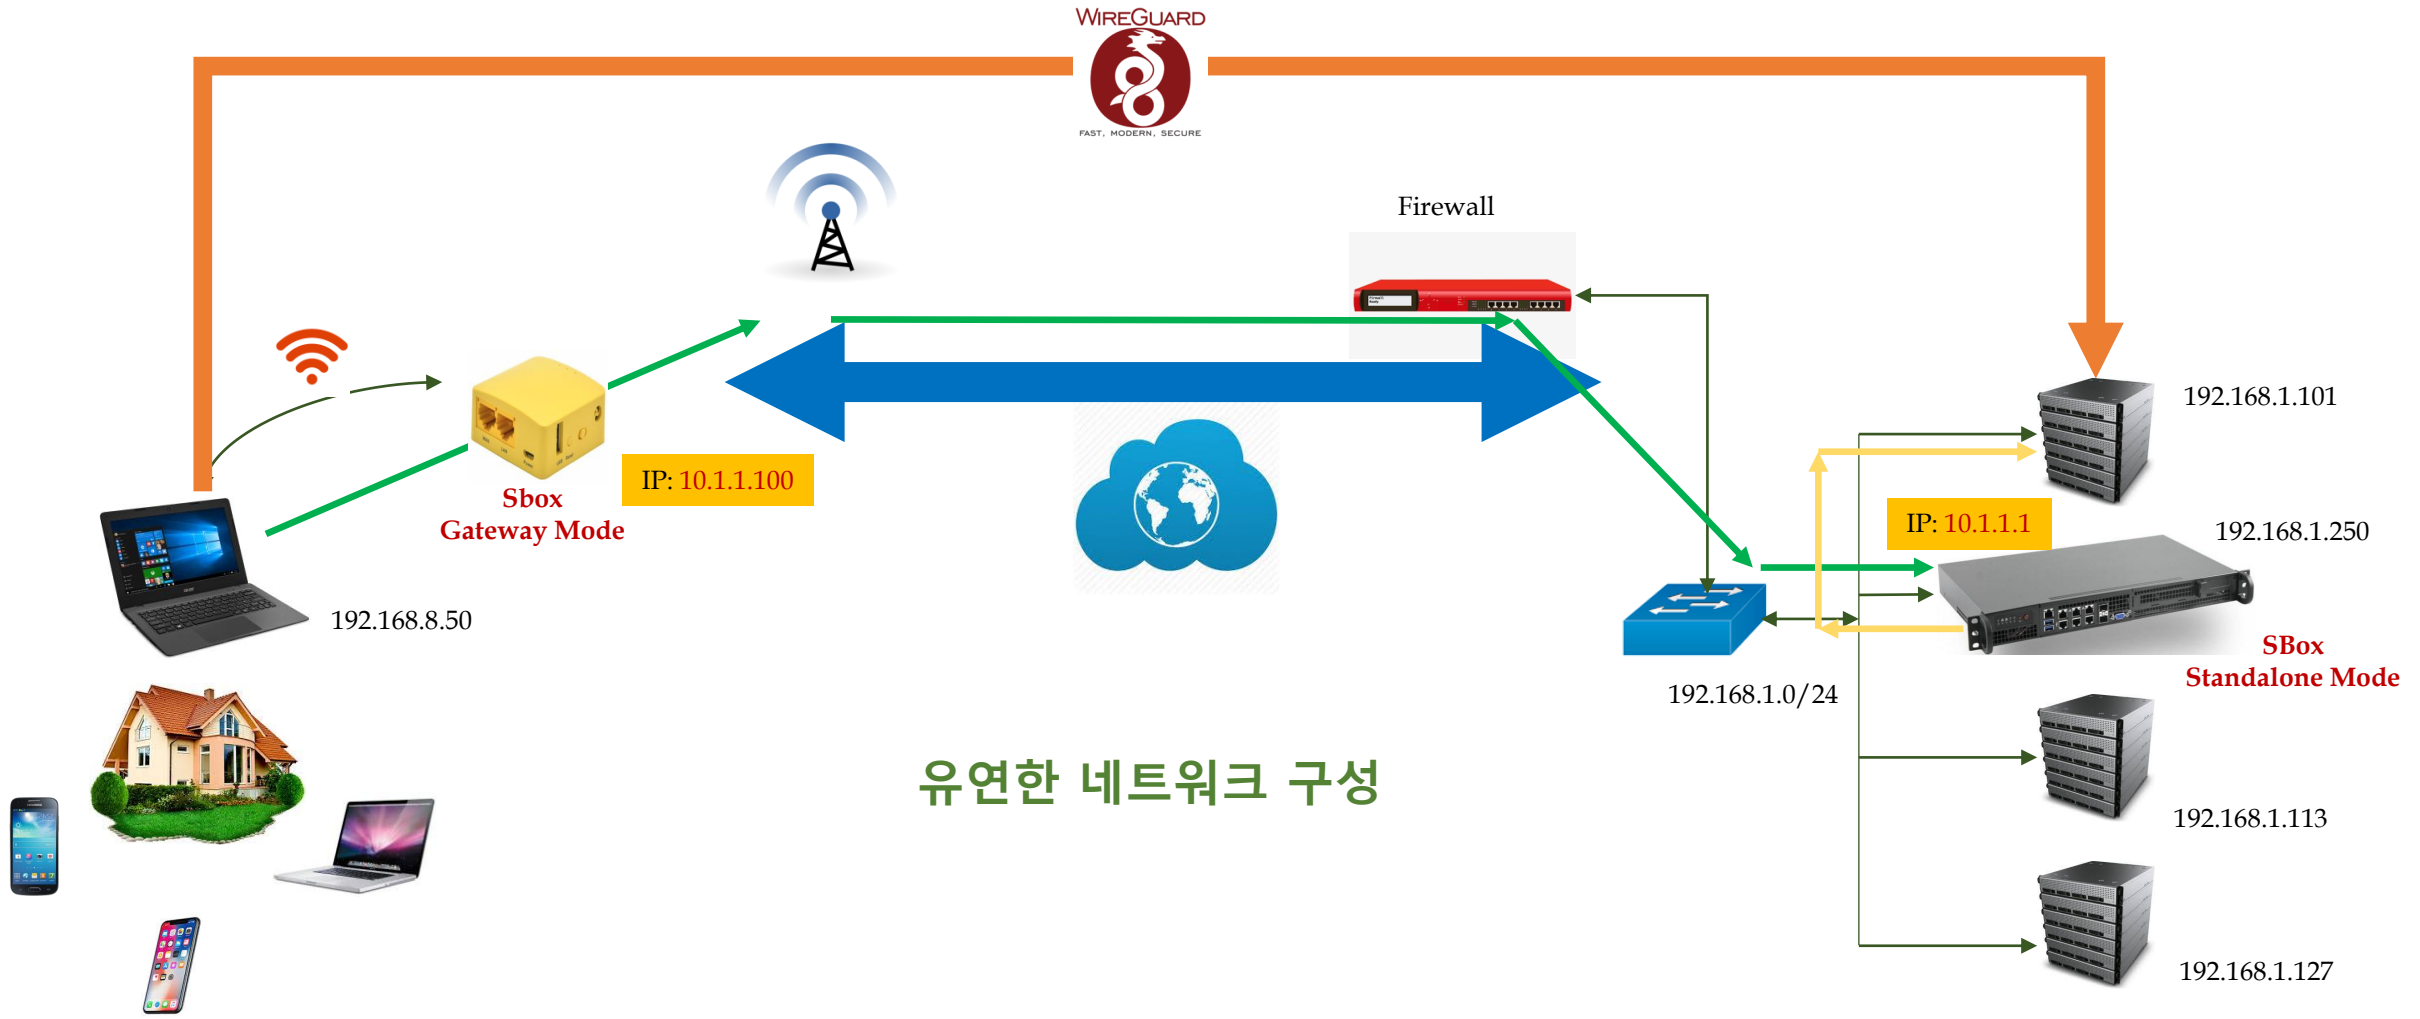 WIREGUARD
FAST, MODERN, SECURE
Firewall
192.168.1.101
IP: 10.1.1.100
Sbox
Gateway Mode
IP: 10.1.1.1
192.168.1.250
192.168.8.50
SBox
Standalone Mode
192.168.1.0/24
유연한 네트워크 구성
192.168.1.113
192.168.1.127